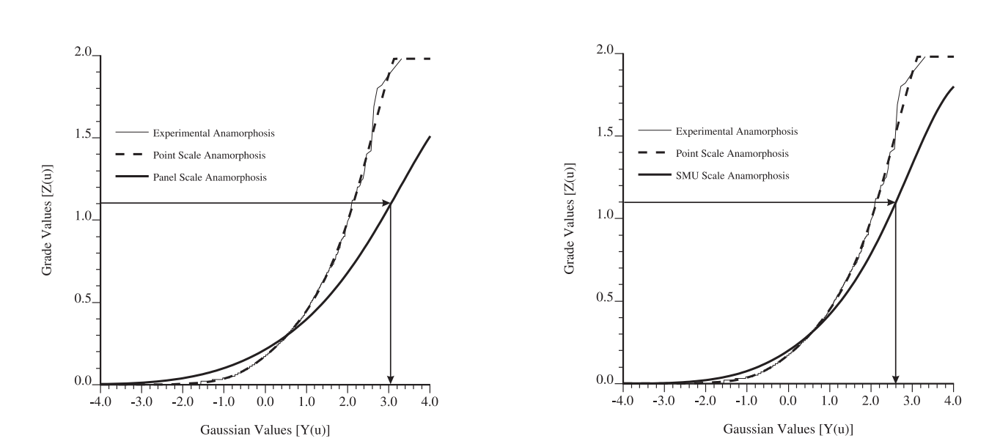 2.0
1.5
1.0
0.5
0.0
-4.0 -3.0 -2.0 -1.0 0.0 1.0 2.0 3.0 4.0
Grade Values [Z(u)]
Gaussian Values [Y(u)]
Experimental Anamorphosis
Point Scale Anamorphosis
Panel Scale Anamorphosis
2.0
1.5
1.0
0.5
0.0
-4.0 -3.0 -2.0 -1.0 0.0 1.0 2.0 3.0 4.0
Grade Values [Z(u)]
Gaussian Values [Y(u)]
Experimental Anamorphosis
Point Scale Anamorphosis
SMU Scale Anamorphosis